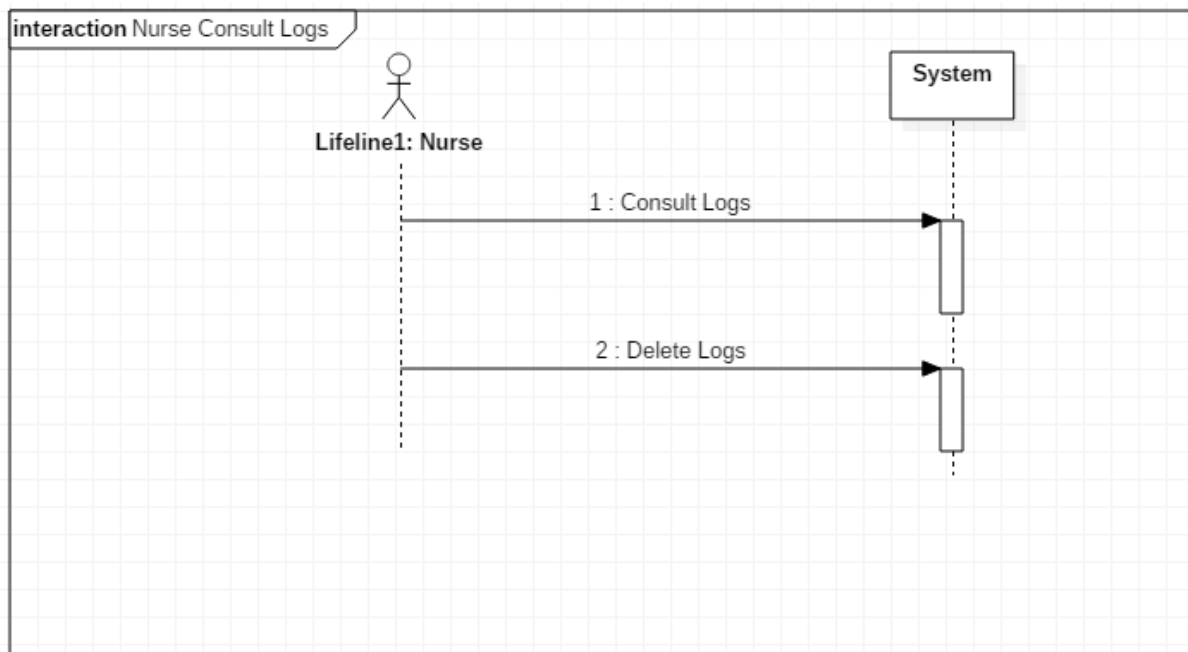 interaction Nurse Consult Logs
System
Lifeline1: Nurse
1 : Consult Logs
2 : Delete Logs